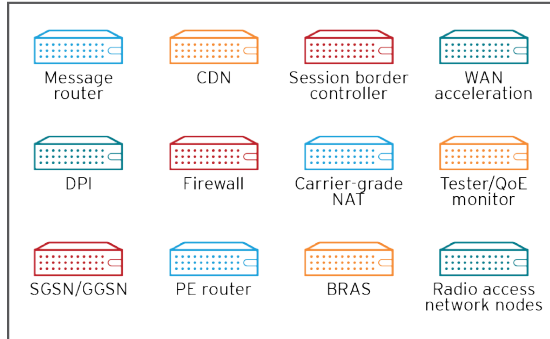 Message
router
CDN
Session border
controller
WAN
acceleration
DPI
Firewall
Carrier-grade
NAT
Tester/QoE
monitor
SGSN/GGSN
PE router
BRAS
Radio access
network nodes